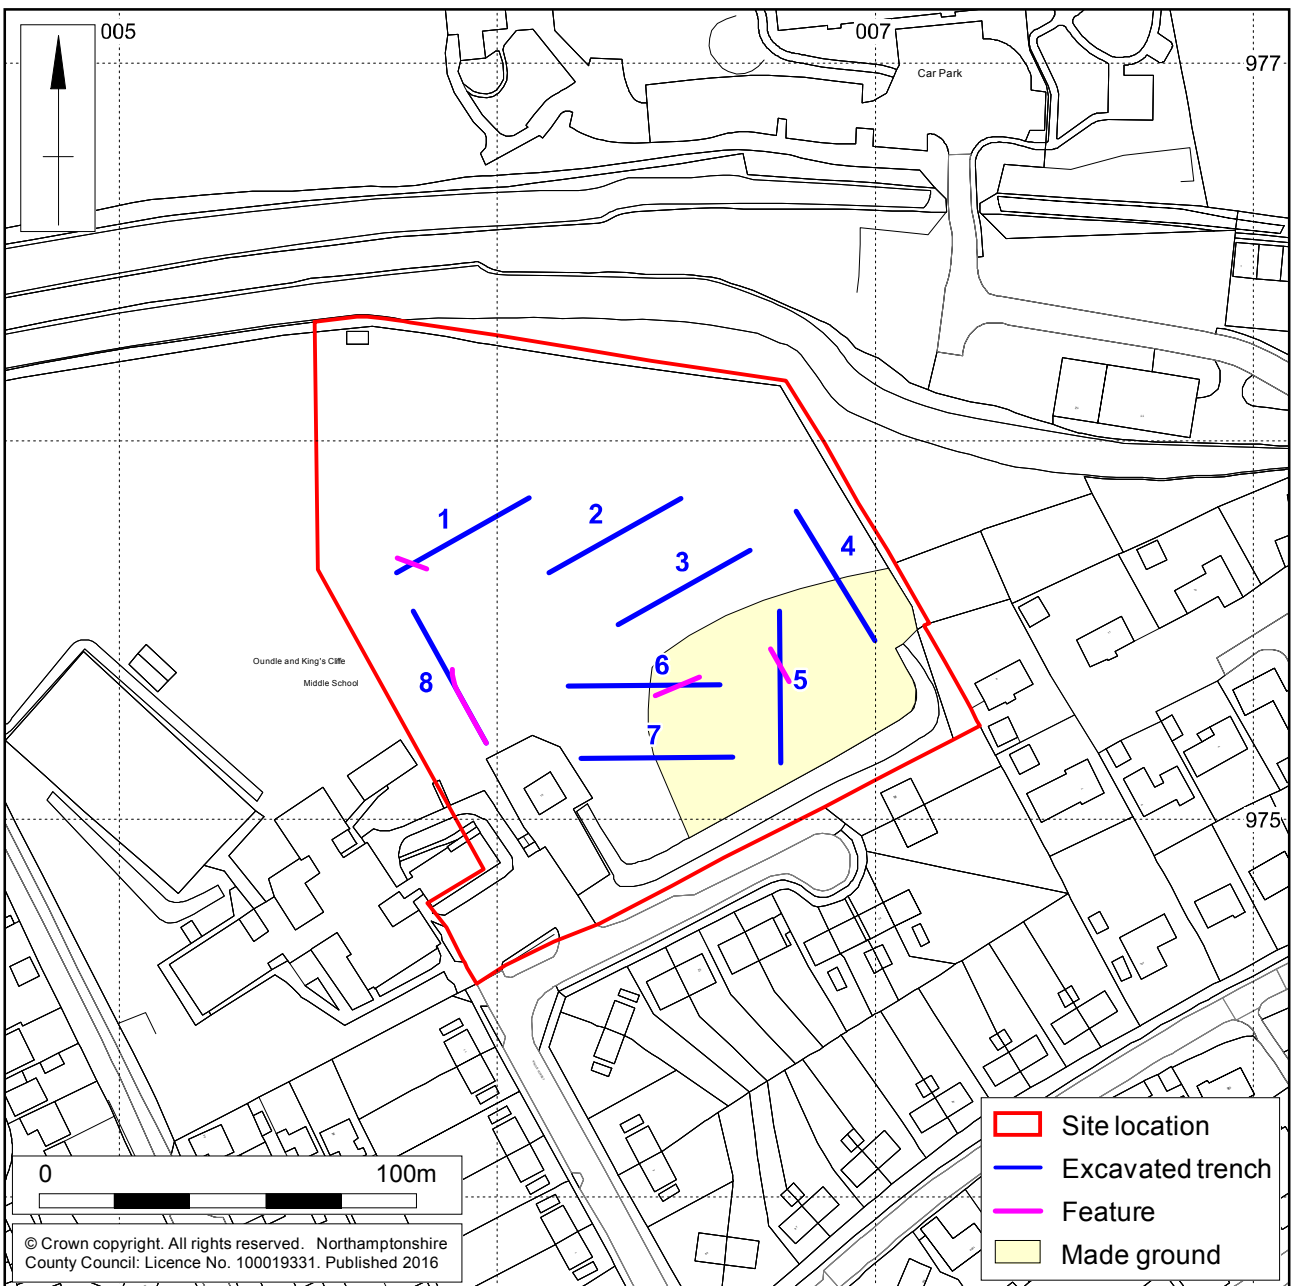 005
007
977
Car Park
1
2
3
4
Oundle and King's Cliffe
Middle School
8
6
5
7
975
0 100m
© Crown copyright. All rights reserved. Northamptonshire
County Council: Licence No. 100019331. Published 2016
Site location
Excavated trench
Feature
Made ground